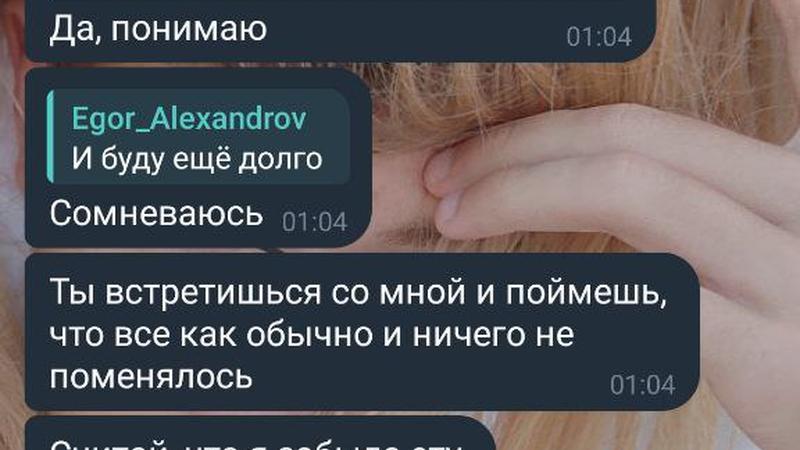 Да, понимаю 01:04
Egor_Alexandrov
И буду ещё долго
Сомневаюсь 01:04
Ты встретишься со мной и поймешь,
что все как обычно и ничего не
поменялось 01:04